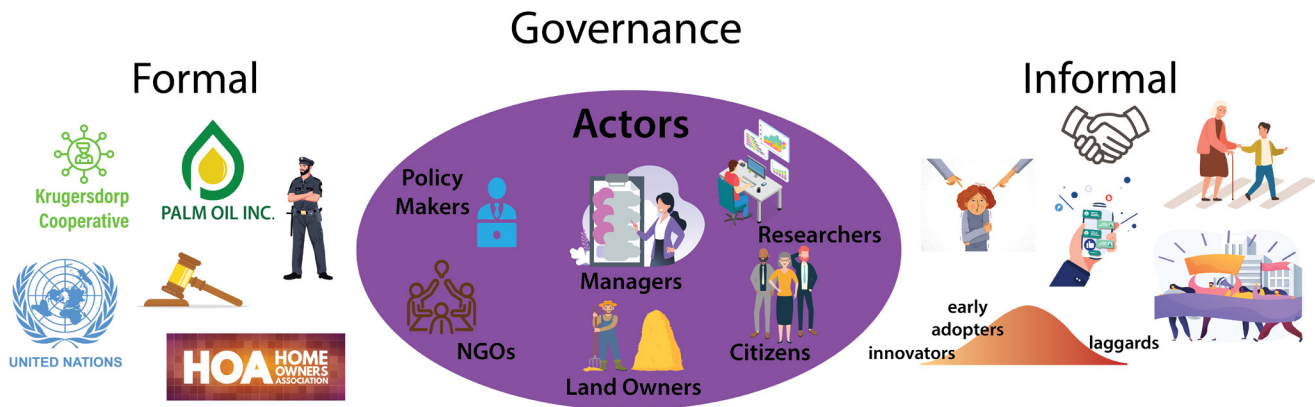 Governance
Formal
Krugersdorp
Cooperative
PALM OIL INC.
UNITED NATIONS
HOA HOME
OWNERS
ASSOCIATION
Actors
Policy
Makers
Managers
Researchers
NGOs
Land Owners
Citizens
Informal
innovators
early
adopters
laggards